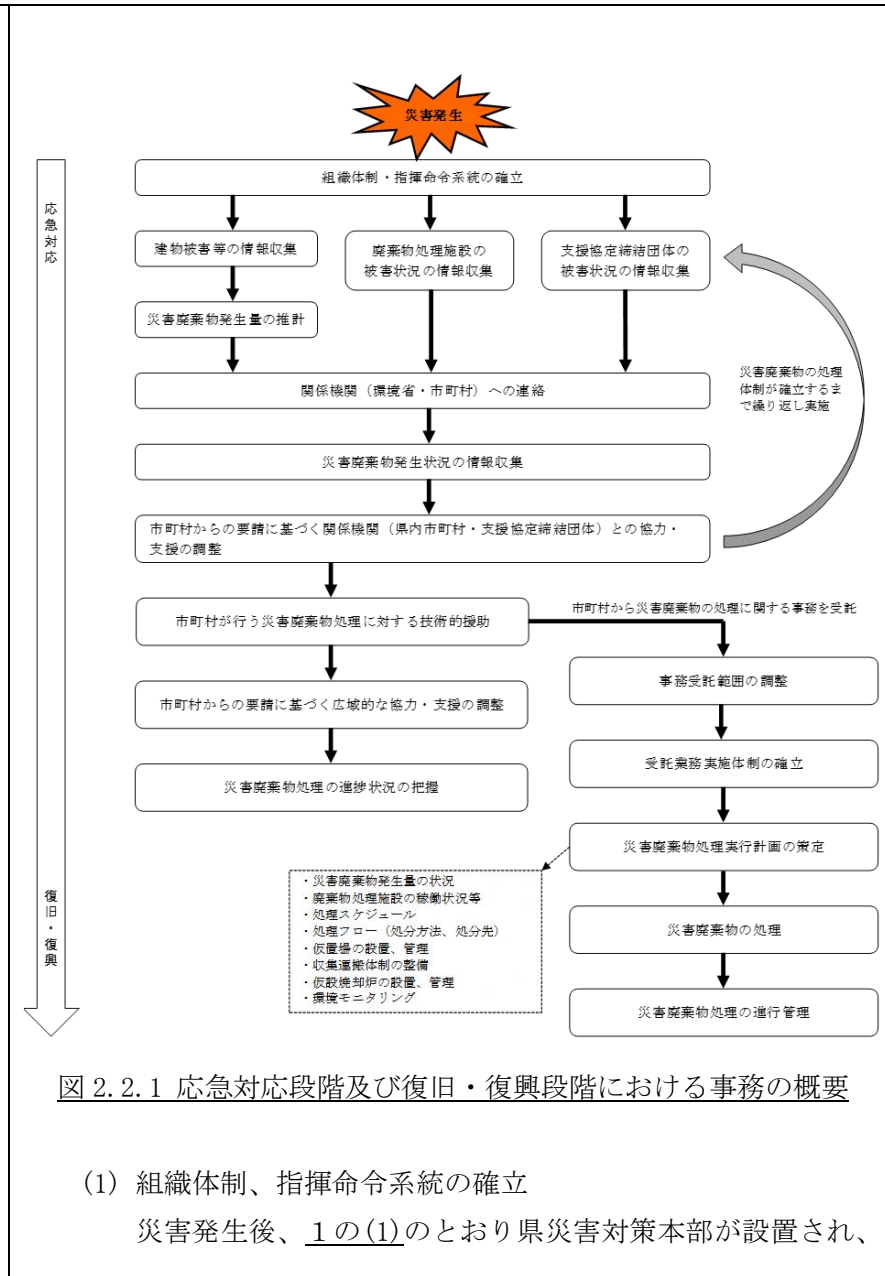 災害発生
組織体制・指揮命令系統の確立
応急対応
建物被害等の情報収集
廃棄物処理施設の
被害状況の情報収集
支援協定締結団体の
被害状況の情報収集
災害廃棄物発生量の推計
災害廃棄物の処理
体制が確立するま
で繰り返し実施
関係機関（環境省・市町村）への連絡
災害廃棄物発生状況の情報収集
市町村からの要請に基づく関係機関（県内市町村・支援協定締結団体）との協力・
支援の調整
市町村から災害廃棄物の処理に関する事務を受託
市町村が行う災害廃棄物処理に対する技術的援助
事務受託範囲の調整
市町村からの要請に基づく広域的な協力・支援の調整
受託業務実施体制の確立
災害廃棄物処理の進捗状況の把握
災害廃棄物処理実行計画の策定
・災害廃棄物発生量の状況
・廃棄物処理施設の稼働状況等
・処理スケジュール
・処理フロー（処分方法、処分先）
・仮置場の設置、管理
・収集運搬体制の整備
・仮設焼却炉の設置、管理
・環境モニタリング
復旧・復興
災害廃棄物の処理
災害廃棄物処理の進行管理
図 2.2.1 応急対応段階及び復旧・復興段階における事務の概要
(1) 組織体制、指揮命令系統の確立
災害発生後、１の(1)のとおり県災害対策本部が設置され、